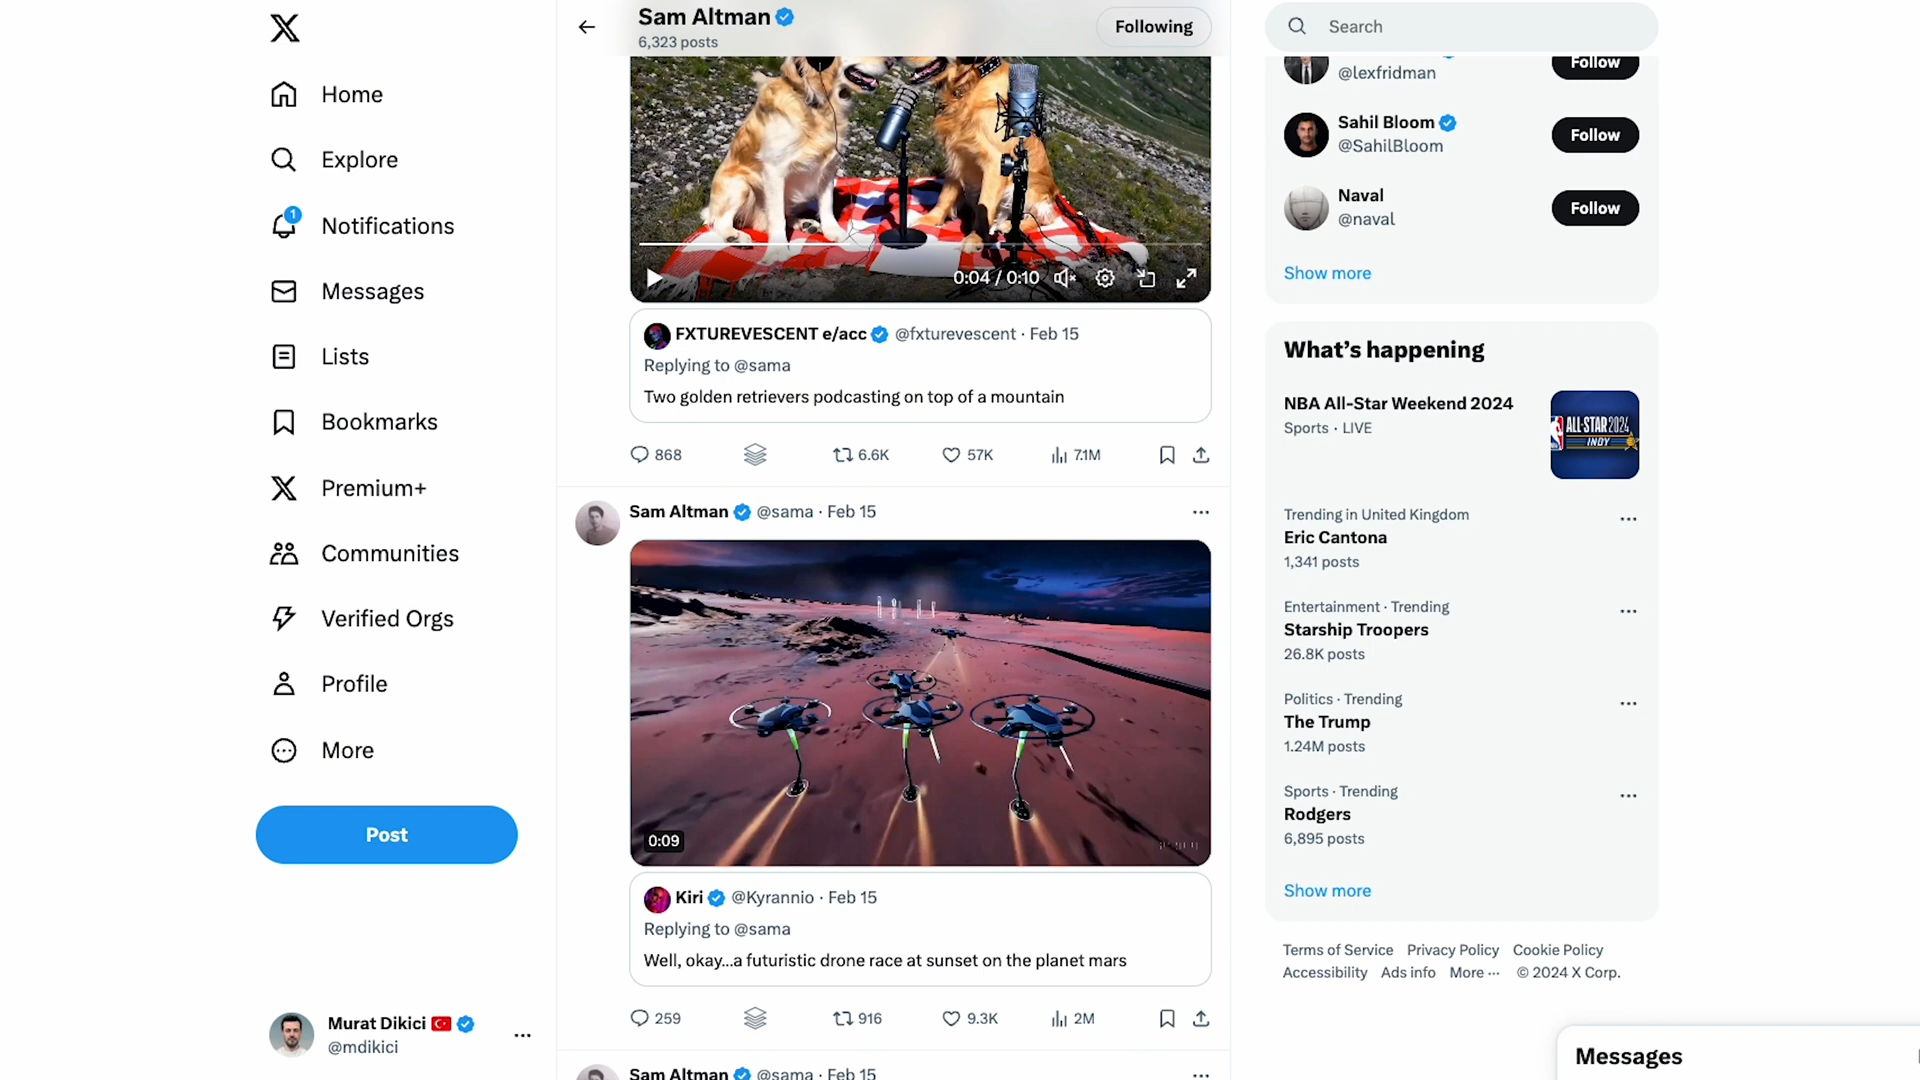 Home
Explore
1
Notifications
Messages
Lists
Bookmarks
Premium+
Communities
Verified Orgs
Profile
More
Post
Murat Dikici
@mdikici
Sam Altman
6,323 posts
Following
0:04 / 0:10
FXTUREVESCENT e/acc @fxturevescent · Feb 15
Replying to @sama
Two golden retrievers podcasting on top of a mountain
868 6.6K 57K 7.1M
Sam Altman @sama · Feb 15
0:09
Kiri @Kyrannio · Feb 15
Replying to @sama
Well, okay...a futuristic drone race at sunset on the planet mars
259 916 9.3K 2M
Sam Altman @sama · Feb 15
Search
@lexfridman
Follow
Sahil Bloom
@SahilBloom
Follow
Naval
@naval
Follow
Show more
What’s happening
NBA All-Star Weekend 2024
Sports · LIVE
ALL-STAR 2024
INDY
Trending in United Kingdom
Eric Cantona
1,341 posts
Entertainment · Trending
Starship Troopers
26.8K posts
Politics · Trending
The Trump
1.24M posts
Sports · Trending
Rodgers
6,895 posts
Show more
Terms of Service Privacy Policy Cookie Policy
Accessibility Ads info More ··· © 2024 X Corp.
Messages